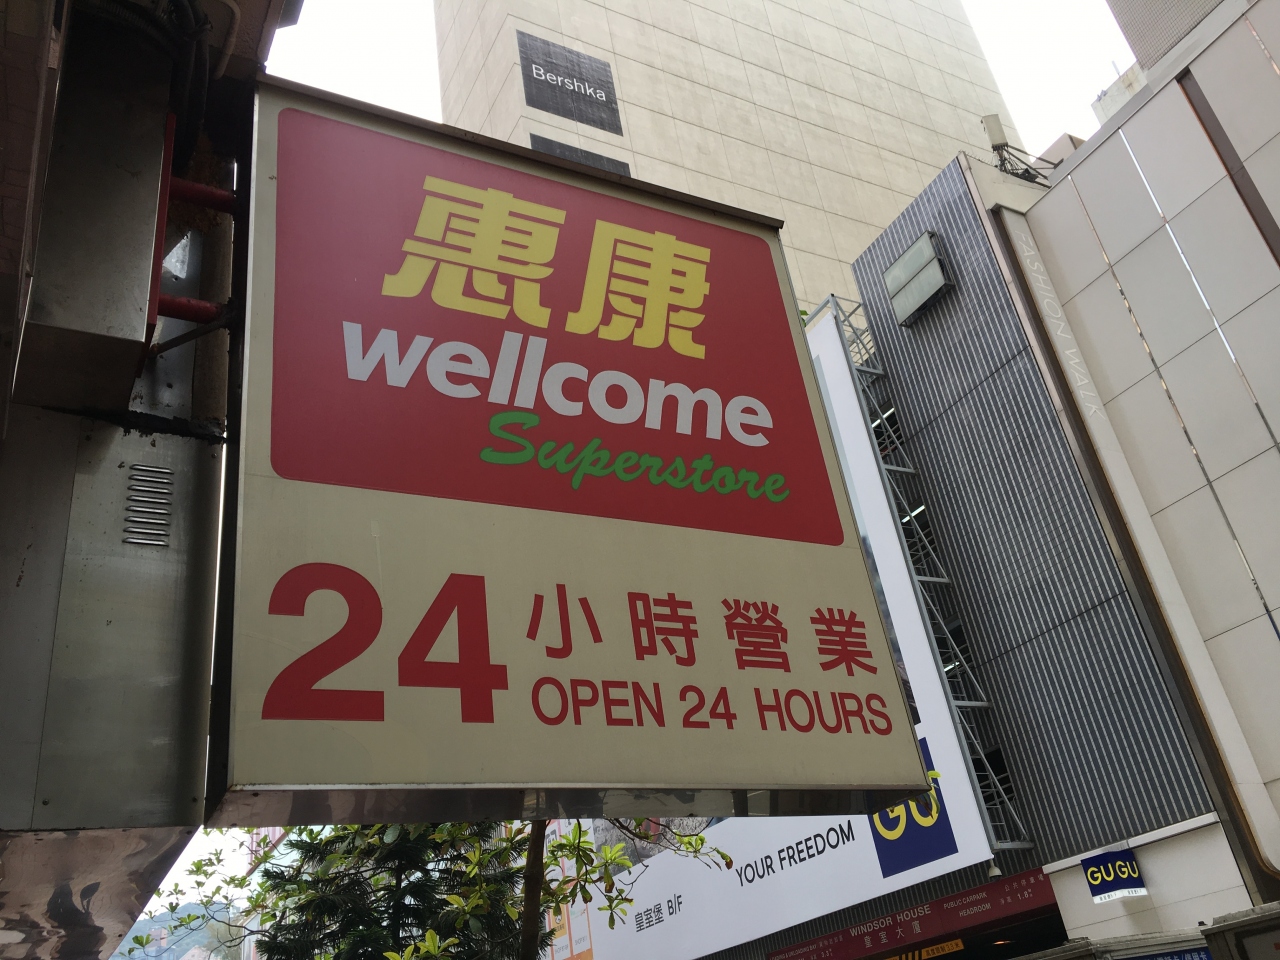 Bershka
惠康
wellcome
Superstore
24
小時營業
OPEN 24 HOURS
FASHION WALK
GU
YOUR FREEDOM
皇室堡 B/F
GU GU
WINDSOR HOUSE
皇室大廈
PUBLIC CARPARK
HEADROOM